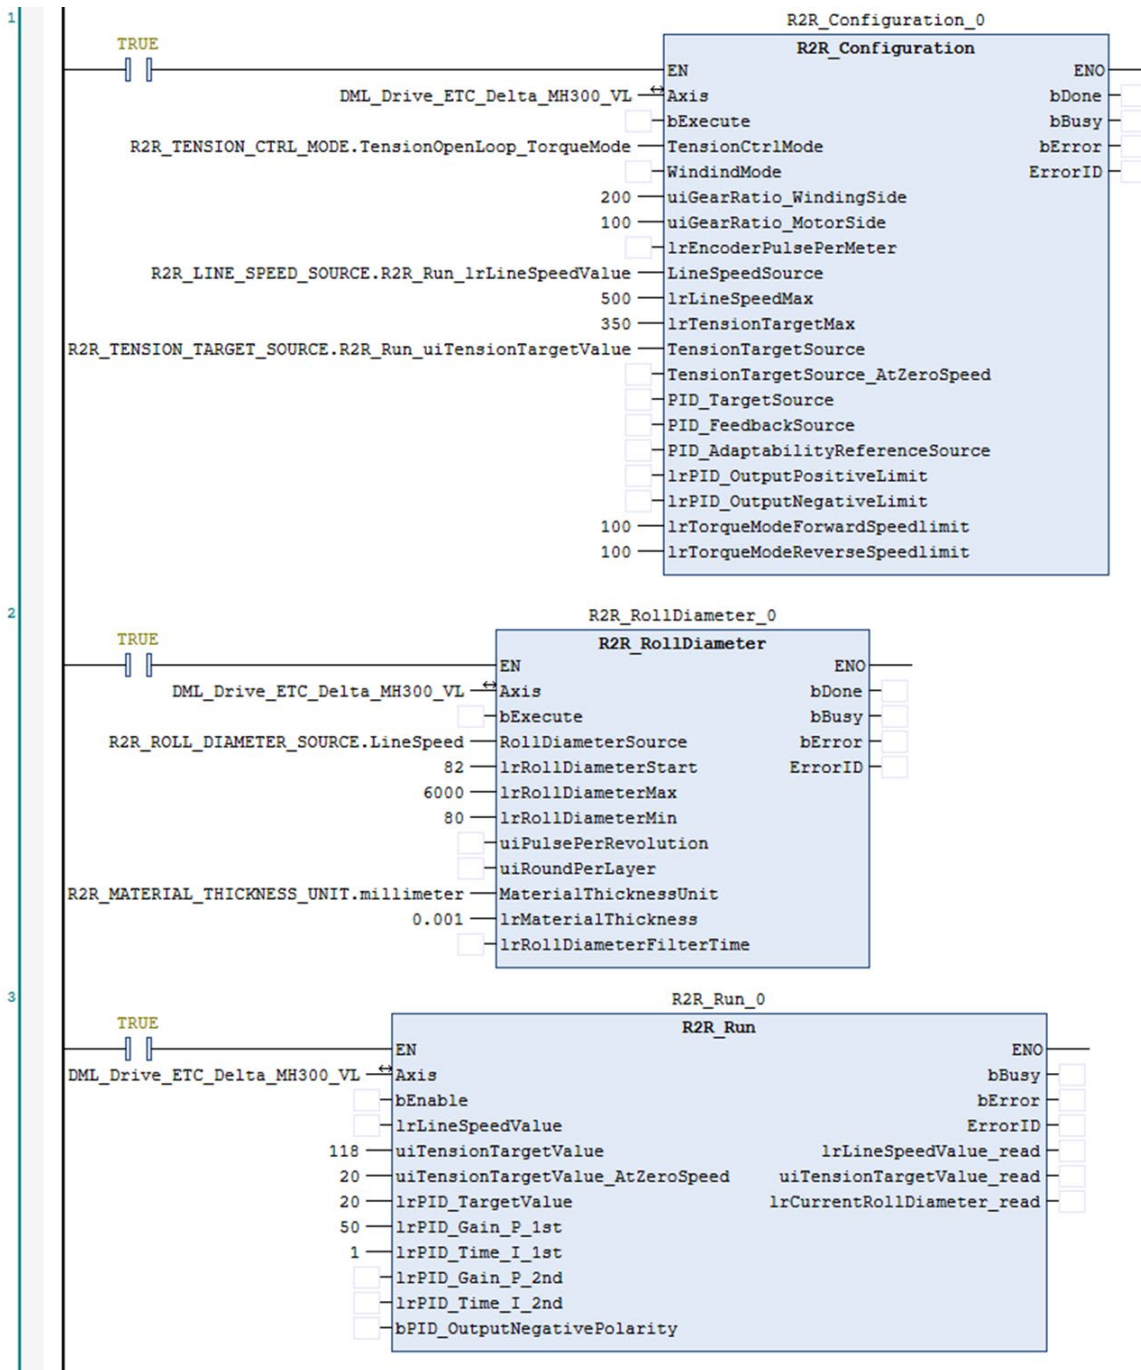 1
R2R_Configuration_0
TRUE
R2R_Configuration
EN ENO
DML_Drive_ETC_Delta_MH300_VL Axis bDone
bExecute bBusy
R2R_TENSION_CTRL_MODE.TensionOpenLoop_TorqueMode TensionCtrlMode bError
WindindMode ErrorID
200 uiGearRatio_WindingSide
100 uiGearRatio_MotorSide
lrEncoderPulsePerMeter
R2R_LINE_SPEED_SOURCE.R2R_Run_lrLineSpeedValue LineSpeedSource
500 lrLineSpeedMax
350 lrTensionTargetMax
R2R_TENSION_TARGET_SOURCE.R2R_Run_uiTensionTargetValue TensionTargetSource
TensionTargetSource_AtZeroSpeed
PID_TargetSource
PID_FeedbackSource
PID_AdaptabilityReferenceSource
lrPID_OutputPositiveLimit
lrPID_OutputNegativeLimit
100 lrTorqueModeForwardSpeedlimit
100 lrTorqueModeReverseSpeedlimit
2
R2R_RollDiameter_0
TRUE
R2R_RollDiameter
EN ENO
DML_Drive_ETC_Delta_MH300_VL Axis bDone
bExecute bBusy
R2R_ROLL_DIAMETER_SOURCE.LineSpeed RollDiameterSource bError
82 lrRollDiameterStart ErrorID
6000 lrRollDiameterMax
80 lrRollDiameterMin
uiPulsePerRevolution
uiRoundPerLayer
R2R_MATERIAL_THICKNESS_UNIT.millimeter MaterialThicknessUnit
0.001 lrMaterialThickness
lrRollDiameterFilterTime
3
R2R_Run_0
TRUE
R2R_Run
EN ENO
DML_Drive_ETC_Delta_MH300_VL Axis bBusy
bEnable bError
lrLineSpeedValue ErrorID
118 uiTensionTargetValue lrLineSpeedValue_read
20 uiTensionTargetValue_AtZeroSpeed uiTensionTargetValue_read
20 lrPID_TargetValue lrCurrentRollDiameter_read
50 lrPID_Gain_P_1st
1 lrPID_Time_I_1st
lrPID_Gain_P_2nd
lrPID_Time_I_2nd
bPID_OutputNegativePolarity